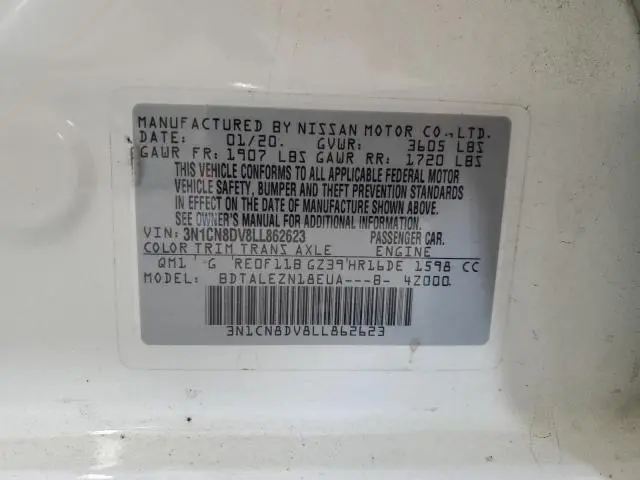 MANUFACTURED BY NISSAN MOTOR CO.,LTD.
DATE: 01/20. GVWR: 3605 LBS
GAWR FR: 1907 LBS GAWR RR: 1720 LBS
THIS VEHICLE CONFORMS TO ALL APPLICABLE FEDERAL MOTOR
VEHICLE SAFETY, BUMPER AND THEFT PREVENTION STANDARDS
IN EFFECT ON THE DATE OF MANUFACTURE SHOWN ABOVE.
SEE OWNER'S MANUAL FOR ADDITIONAL INFORMATION.
VIN: 3N1CN8DV8LL862623 PASSENGER CAR.
COLOR TRIM TRANS AXLE ENGINE
QM1 G RE0F11B GZ39 HR16DE 1598 CC
MODEL: BDTALEZN18EUA---B- 4Z000
3N1CN8DV8LL862623